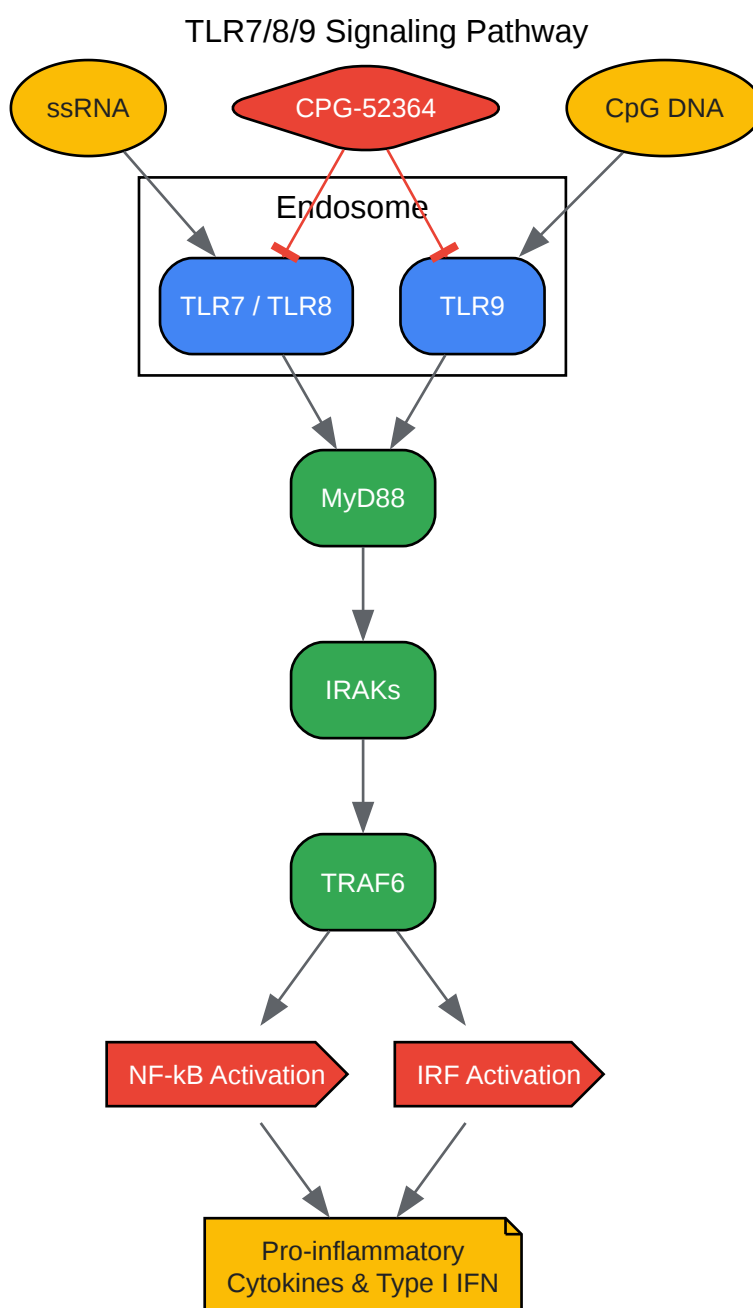 TLR7/8/9 Signaling Pathway
ssRNA
CPG-52364
CpG DNA
Endosome
TLR7 / TLR8
TLR9
MyD88
IRAKs
TRAF6
NF-kB Activation
IRF Activation
Pro-inflammatory
Cytokines & Type I IFN